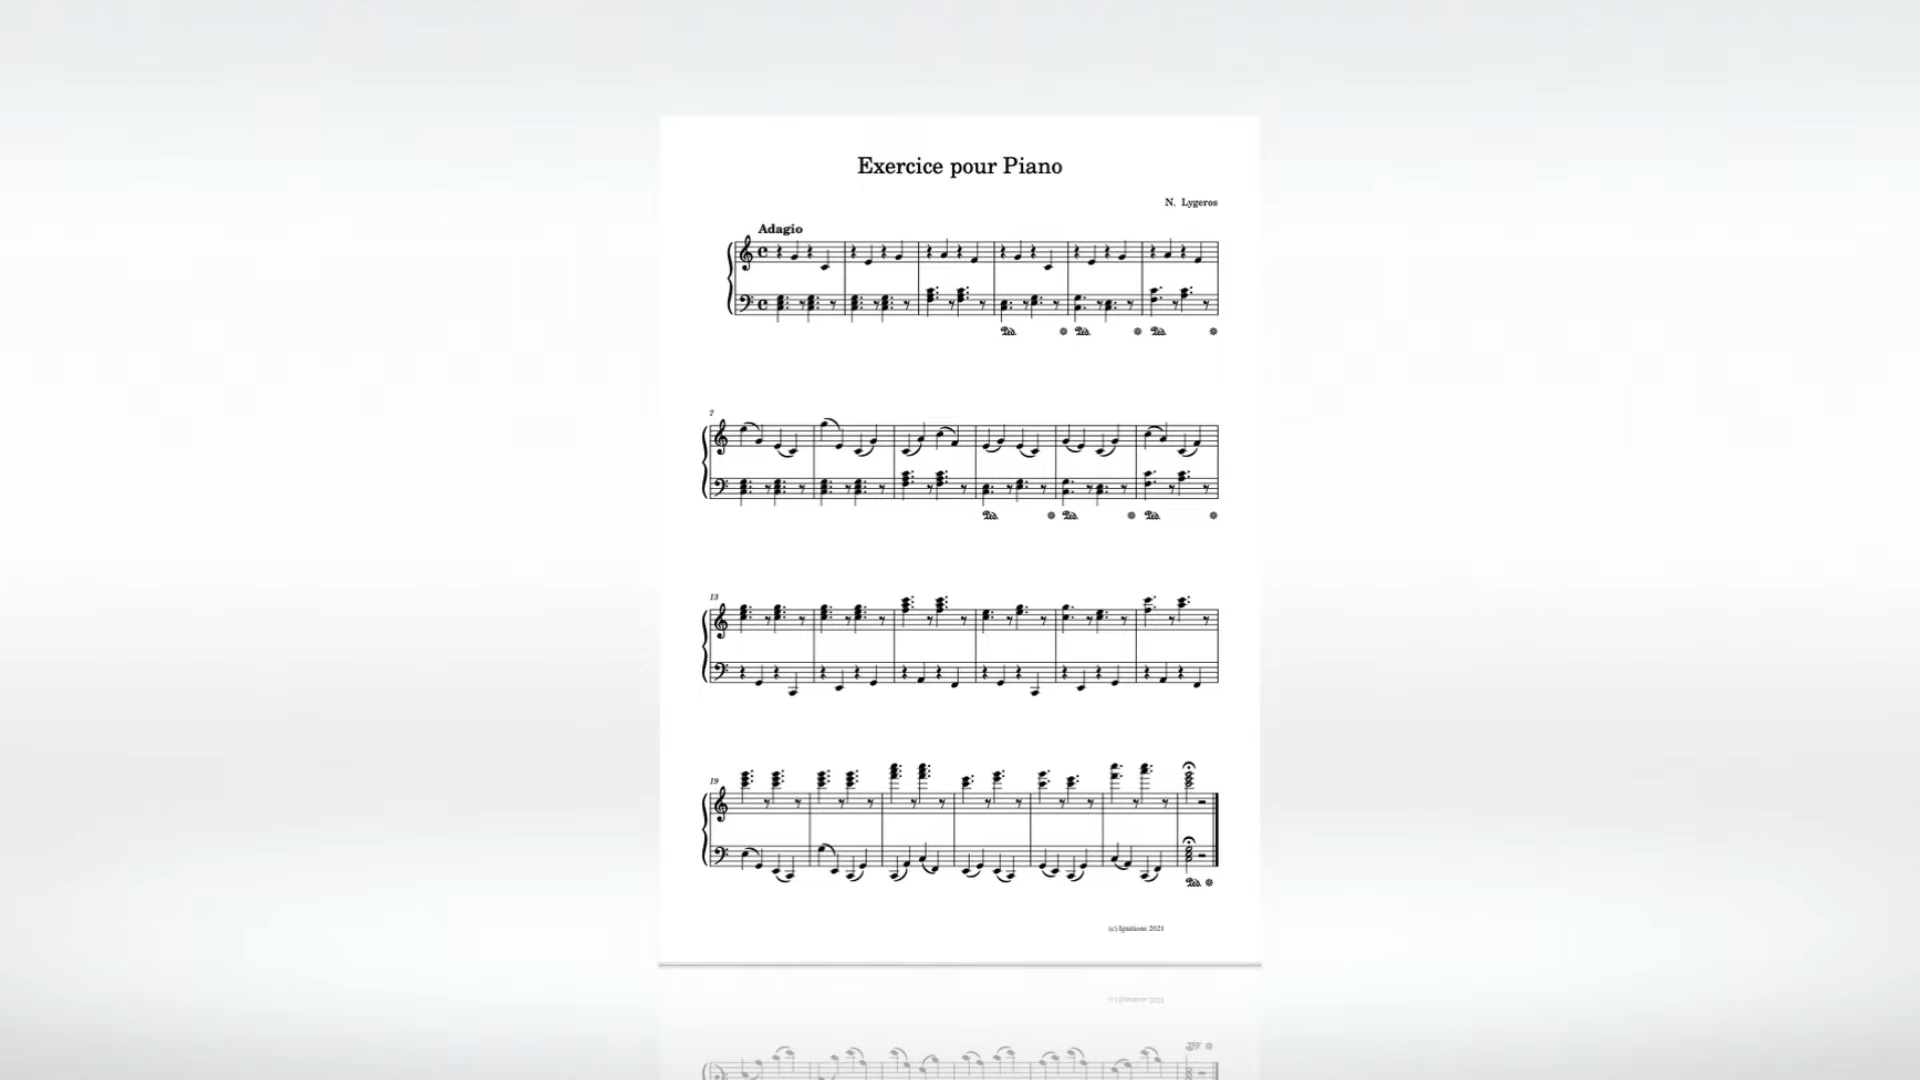 Exercice pour Piano
N. Lygeros
Adagio
7
13
19
(c) Ignitions 2021